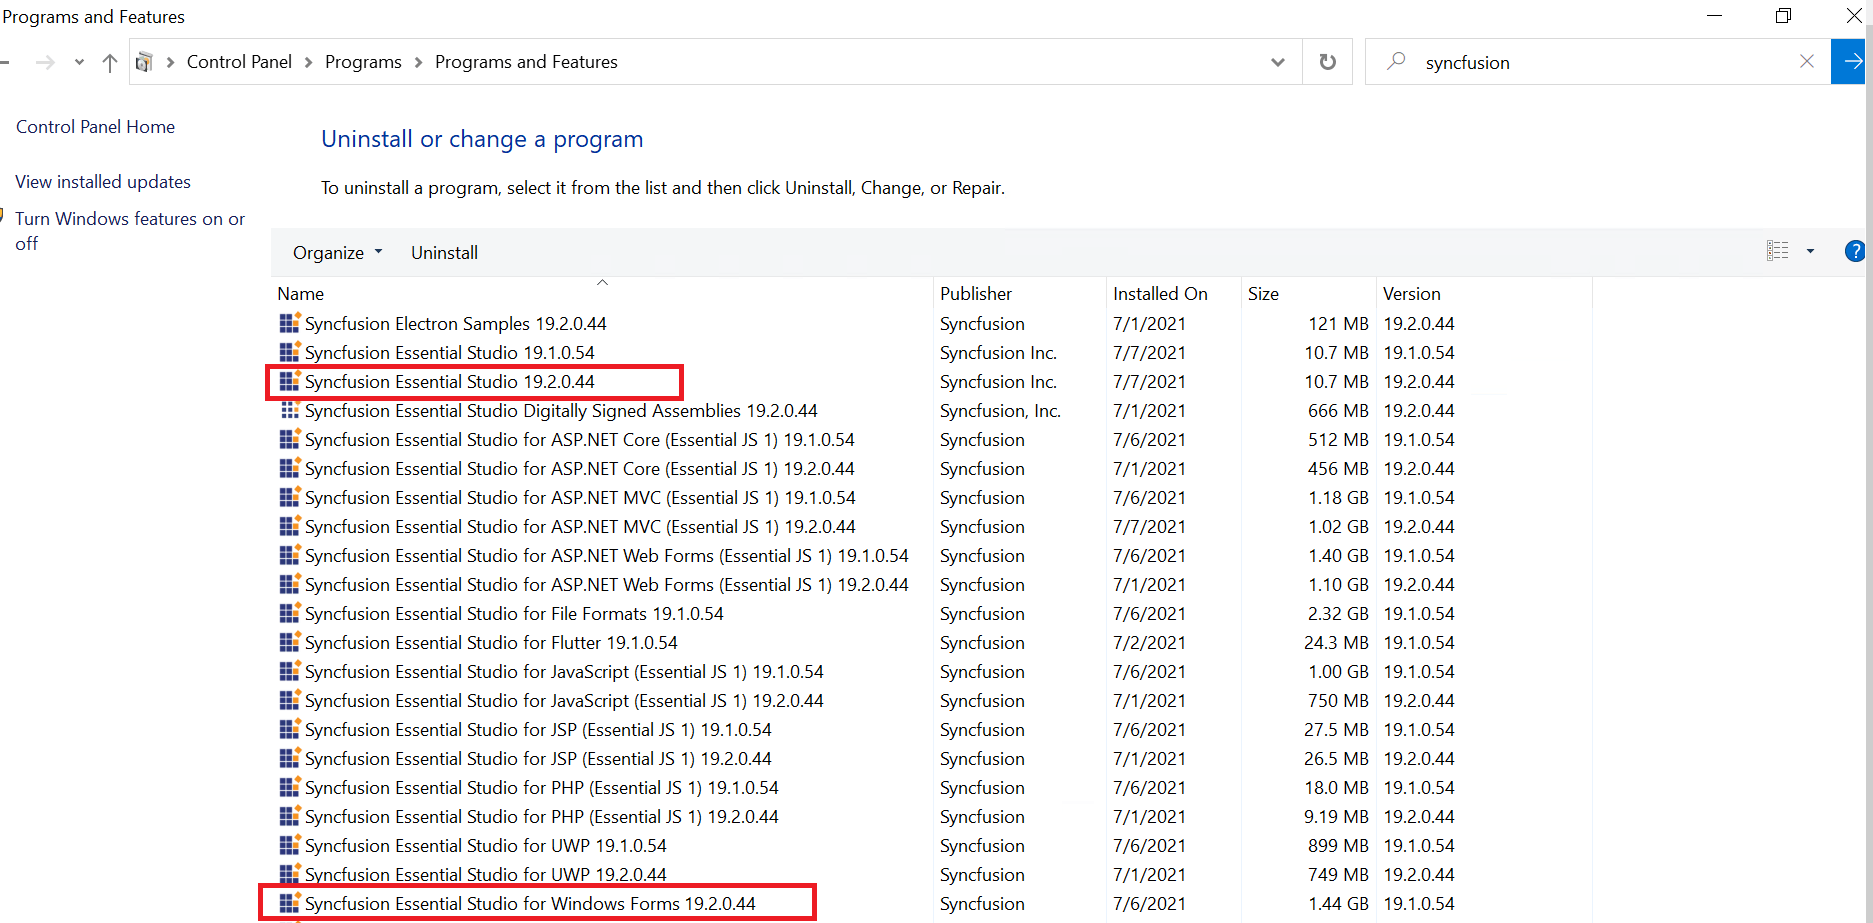 Programs and Features
Control Panel > Programs > Programs and Features
syncfusion
Control Panel Home
View installed updates
Turn Windows features on or
off
Uninstall or change a program
To uninstall a program, select it from the list and then click Uninstall, Change, or Repair.
Organize Uninstall ?
Name Publisher Installed On Size Version
Syncfusion Electron Samples 19.2.0.44 Syncfusion 7/1/2021 121 MB 19.2.0.44
Syncfusion Essential Studio 19.1.0.54 Syncfusion Inc. 7/7/2021 10.7 MB 19.1.0.54
Syncfusion Essential Studio 19.2.0.44 Syncfusion Inc. 7/7/2021 10.7 MB 19.2.0.44
Syncfusion Essential Studio Digitally Signed Assemblies 19.2.0.44 Syncfusion, Inc. 7/1/2021 666 MB 19.2.0.44
Syncfusion Essential Studio for ASP.NET Core (Essential JS 1) 19.1.0.54 Syncfusion 7/6/2021 512 MB 19.1.0.54
Syncfusion Essential Studio for ASP.NET Core (Essential JS 1) 19.2.0.44 Syncfusion 7/1/2021 456 MB 19.2.0.44
Syncfusion Essential Studio for ASP.NET MVC (Essential JS 1) 19.1.0.54 Syncfusion 7/6/2021 1.18 GB 19.1.0.54
Syncfusion Essential Studio for ASP.NET MVC (Essential JS 1) 19.2.0.44 Syncfusion 7/7/2021 1.02 GB 19.2.0.44
Syncfusion Essential Studio for ASP.NET Web Forms (Essential JS 1) 19.1.0.54 Syncfusion 7/6/2021 1.40 GB 19.1.0.54
Syncfusion Essential Studio for ASP.NET Web Forms (Essential JS 1) 19.2.0.44 Syncfusion 7/1/2021 1.10 GB 19.2.0.44
Syncfusion Essential Studio for File Formats 19.1.0.54 Syncfusion 7/6/2021 2.32 GB 19.1.0.54
Syncfusion Essential Studio for Flutter 19.1.0.54 Syncfusion 7/2/2021 24.3 MB 19.1.0.54
Syncfusion Essential Studio for JavaScript (Essential JS 1) 19.1.0.54 Syncfusion 7/6/2021 1.00 GB 19.1.0.54
Syncfusion Essential Studio for JavaScript (Essential JS 1) 19.2.0.44 Syncfusion 7/1/2021 750 MB 19.2.0.44
Syncfusion Essential Studio for JSP (Essential JS 1) 19.1.0.54 Syncfusion 7/6/2021 27.5 MB 19.1.0.54
Syncfusion Essential Studio for JSP (Essential JS 1) 19.2.0.44 Syncfusion 7/1/2021 26.5 MB 19.2.0.44
Syncfusion Essential Studio for PHP (Essential JS 1) 19.1.0.54 Syncfusion 7/6/2021 18.0 MB 19.1.0.54
Syncfusion Essential Studio for PHP (Essential JS 1) 19.2.0.44 Syncfusion 7/1/2021 9.19 MB 19.2.0.44
Syncfusion Essential Studio for UWP 19.1.0.54 Syncfusion 7/6/2021 899 MB 19.1.0.54
Syncfusion Essential Studio for UWP 19.2.0.44 Syncfusion 7/1/2021 749 MB 19.2.0.44
Syncfusion Essential Studio for Windows Forms 19.2.0.44 Syncfusion 7/6/2021 1.44 GB 19.1.0.54